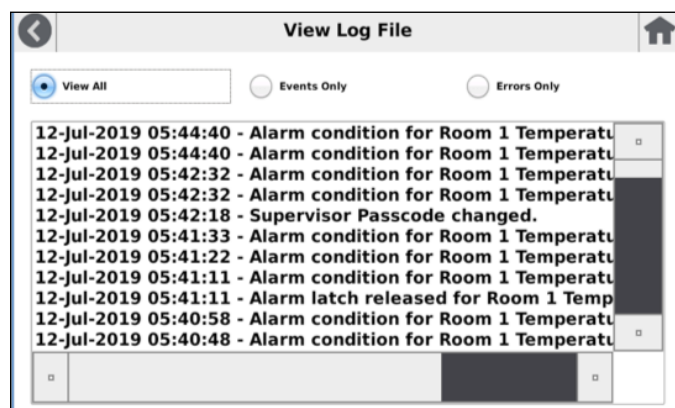 View Log File
View All Events Only Errors Only
12-Jul-2019 05:44:40 - Alarm condition for Room 1 Temperatu
12-Jul-2019 05:44:40 - Alarm condition for Room 1 Temperatu
12-Jul-2019 05:42:32 - Alarm condition for Room 1 Temperatu
12-Jul-2019 05:42:32 - Alarm condition for Room 1 Temperatu
12-Jul-2019 05:42:18 - Supervisor Passcode changed.
12-Jul-2019 05:41:33 - Alarm condition for Room 1 Temperatu
12-Jul-2019 05:41:22 - Alarm condition for Room 1 Temperatu
12-Jul-2019 05:41:11 - Alarm condition for Room 1 Temperatu
12-Jul-2019 05:41:11 - Alarm latch released for Room 1 Temp
12-Jul-2019 05:40:58 - Alarm condition for Room 1 Temperatu
12-Jul-2019 05:40:48 - Alarm condition for Room 1 Temperatu